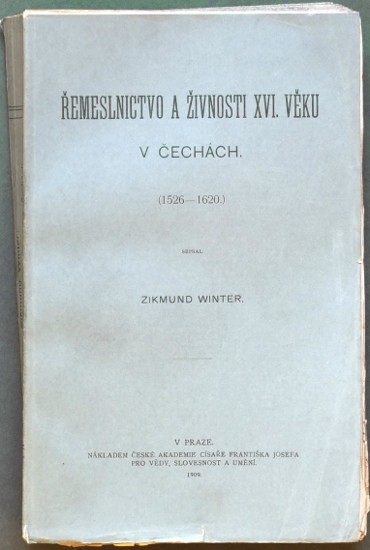 ŘEMESLNICTVO A ŽIVNOSTI XVI. VĚKU
V ČECHÁCH.
(1526—1620.)
SEPSAL
ZIKMUND WINTER.
V PRAZE.
NÁKLADEM ČESKÉ AKADEMIE CÍSAŘE FRANTIŠKA JOSEFA
PRO VĚDY, SLOVESNOST A UMĚNÍ.
1909.